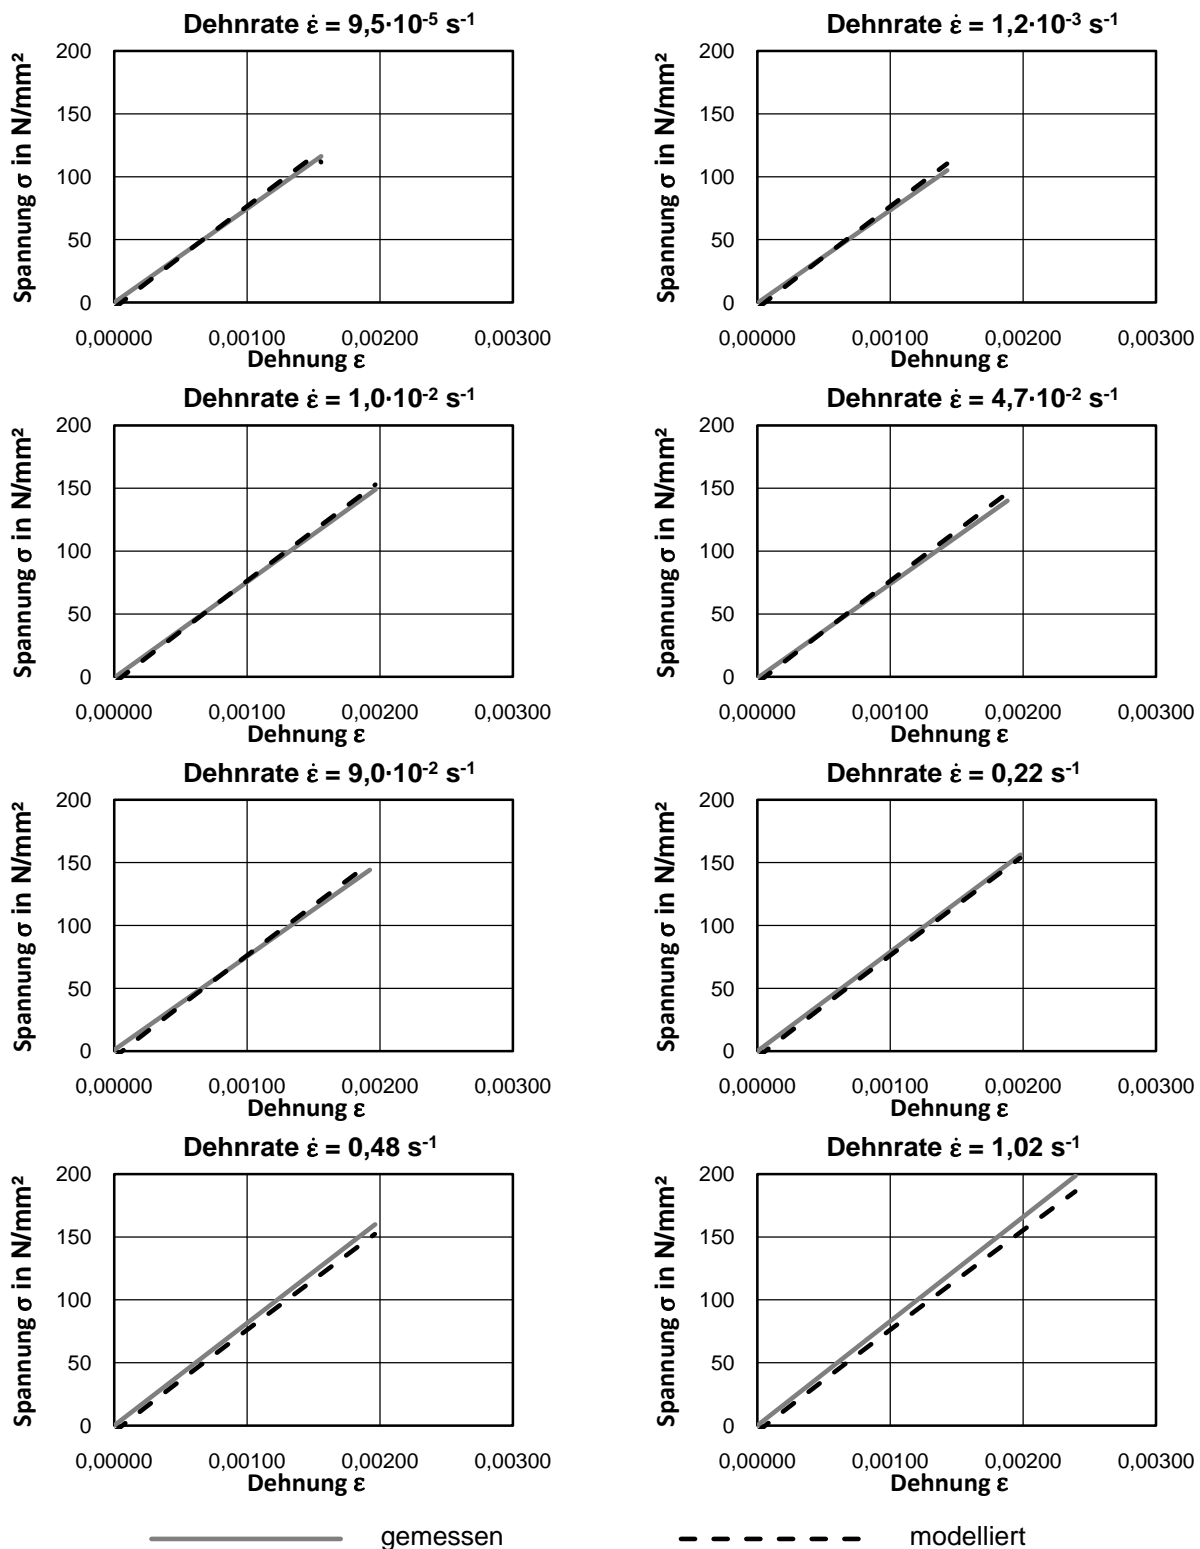 Dehnrate ε̇ = 9,5·10⁻⁵ s⁻¹
Spannung σ in N/mm²
200
150
100
50
0
0,00000 0,00100 0,00200 0,00300
Dehnung ε
Dehnrate ε̇ = 1,2·10⁻³ s⁻¹
Spannung σ in N/mm²
200
150
100
50
0
0,00000 0,00100 0,00200 0,00300
Dehnung ε
Dehnrate ε̇ = 1,0·10⁻² s⁻¹
Spannung σ in N/mm²
200
150
100
50
0
0,00000 0,00100 0,00200 0,00300
Dehnung ε
Dehnrate ε̇ = 4,7·10⁻² s⁻¹
Spannung σ in N/mm²
200
150
100
50
0
0,00000 0,00100 0,00200 0,00300
Dehnung ε
Dehnrate ε̇ = 9,0·10⁻² s⁻¹
Spannung σ in N/mm²
200
150
100
50
0
0,00000 0,00100 0,00200 0,00300
Dehnung ε
Dehnrate ε̇ = 0,22 s⁻¹
Spannung σ in N/mm²
200
150
100
50
0
0,00000 0,00100 0,00200 0,00300
Dehnung ε
Dehnrate ε̇ = 0,48 s⁻¹
Spannung σ in N/mm²
200
150
100
50
0
0,00000 0,00100 0,00200 0,00300
Dehnung ε
Dehnrate ε̇ = 1,02 s⁻¹
Spannung σ in N/mm²
200
150
100
50
0
0,00000 0,00100 0,00200 0,00300
Dehnung ε
gemessen
modelliert